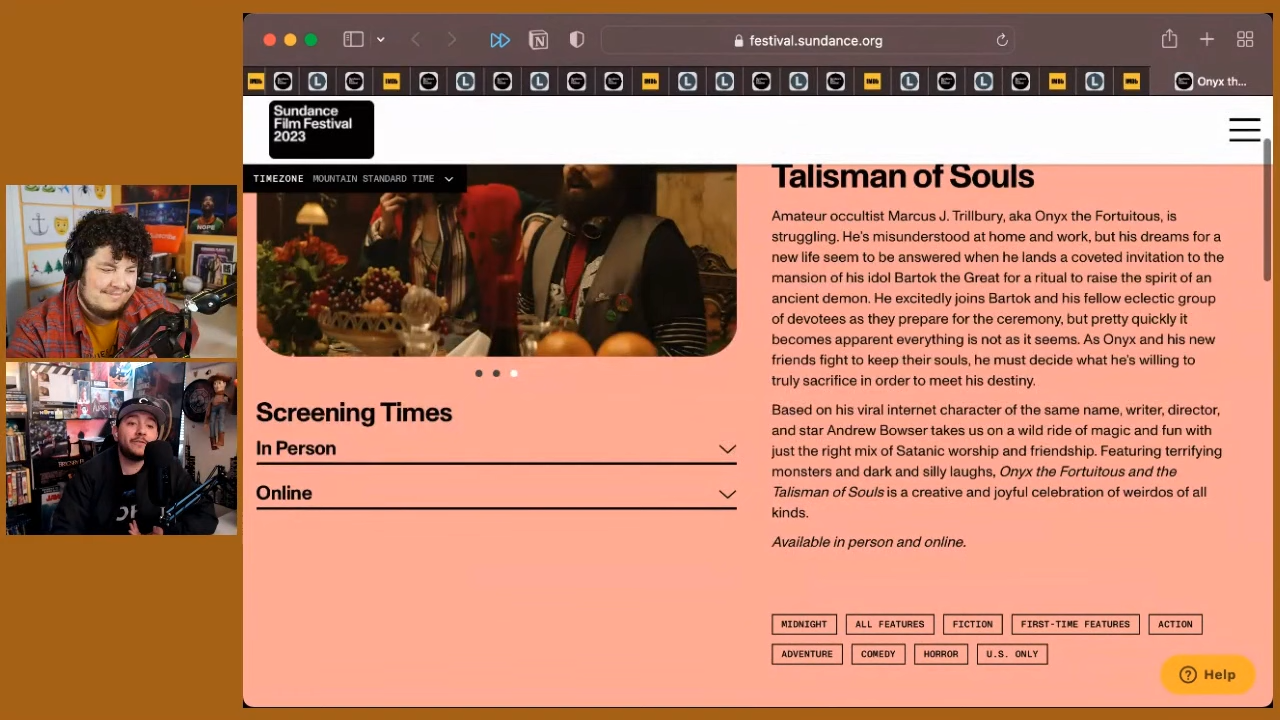 festival.sundance.org
Onyx th...
Sundance
Film Festival
2023
TIMEZONE MOUNTAIN STANDARD TIME
Talisman of Souls
Amateur occultist Marcus J. Trillbury, aka Onyx the Fortuitous, is
struggling. He's misunderstood at home and work, but his dreams for a
new life seem to be answered when he lands a coveted invitation to the
mansion of his idol Bartok the Great for a ritual to raise the spirit of an
ancient demon. He excitedly joins Bartok and his fellow eclectic group
of devotees as they prepare for the ceremony, but pretty quickly it
becomes apparent everything is not as it seems. As Onyx and his new
friends fight to keep their souls, he must decide what he's willing to
truly sacrifice in order to meet his destiny.
Based on his viral internet character of the same name, writer, director,
and star Andrew Bowser takes us on a wild ride of magic and fun with
just the right mix of Satanic worship and friendship. Featuring terrifying
monsters and dark and silly laughs, Onyx the Fortuitous and the
Talisman of Souls is a creative and joyful celebration of weirdos of all
kinds.
Available in person and online.
MIDNIGHT ALL FEATURES FICTION FIRST-TIME FEATURES ACTION
ADVENTURE COMEDY HORROR U.S. ONLY
Screening Times
In Person
Online
Help
NOPE